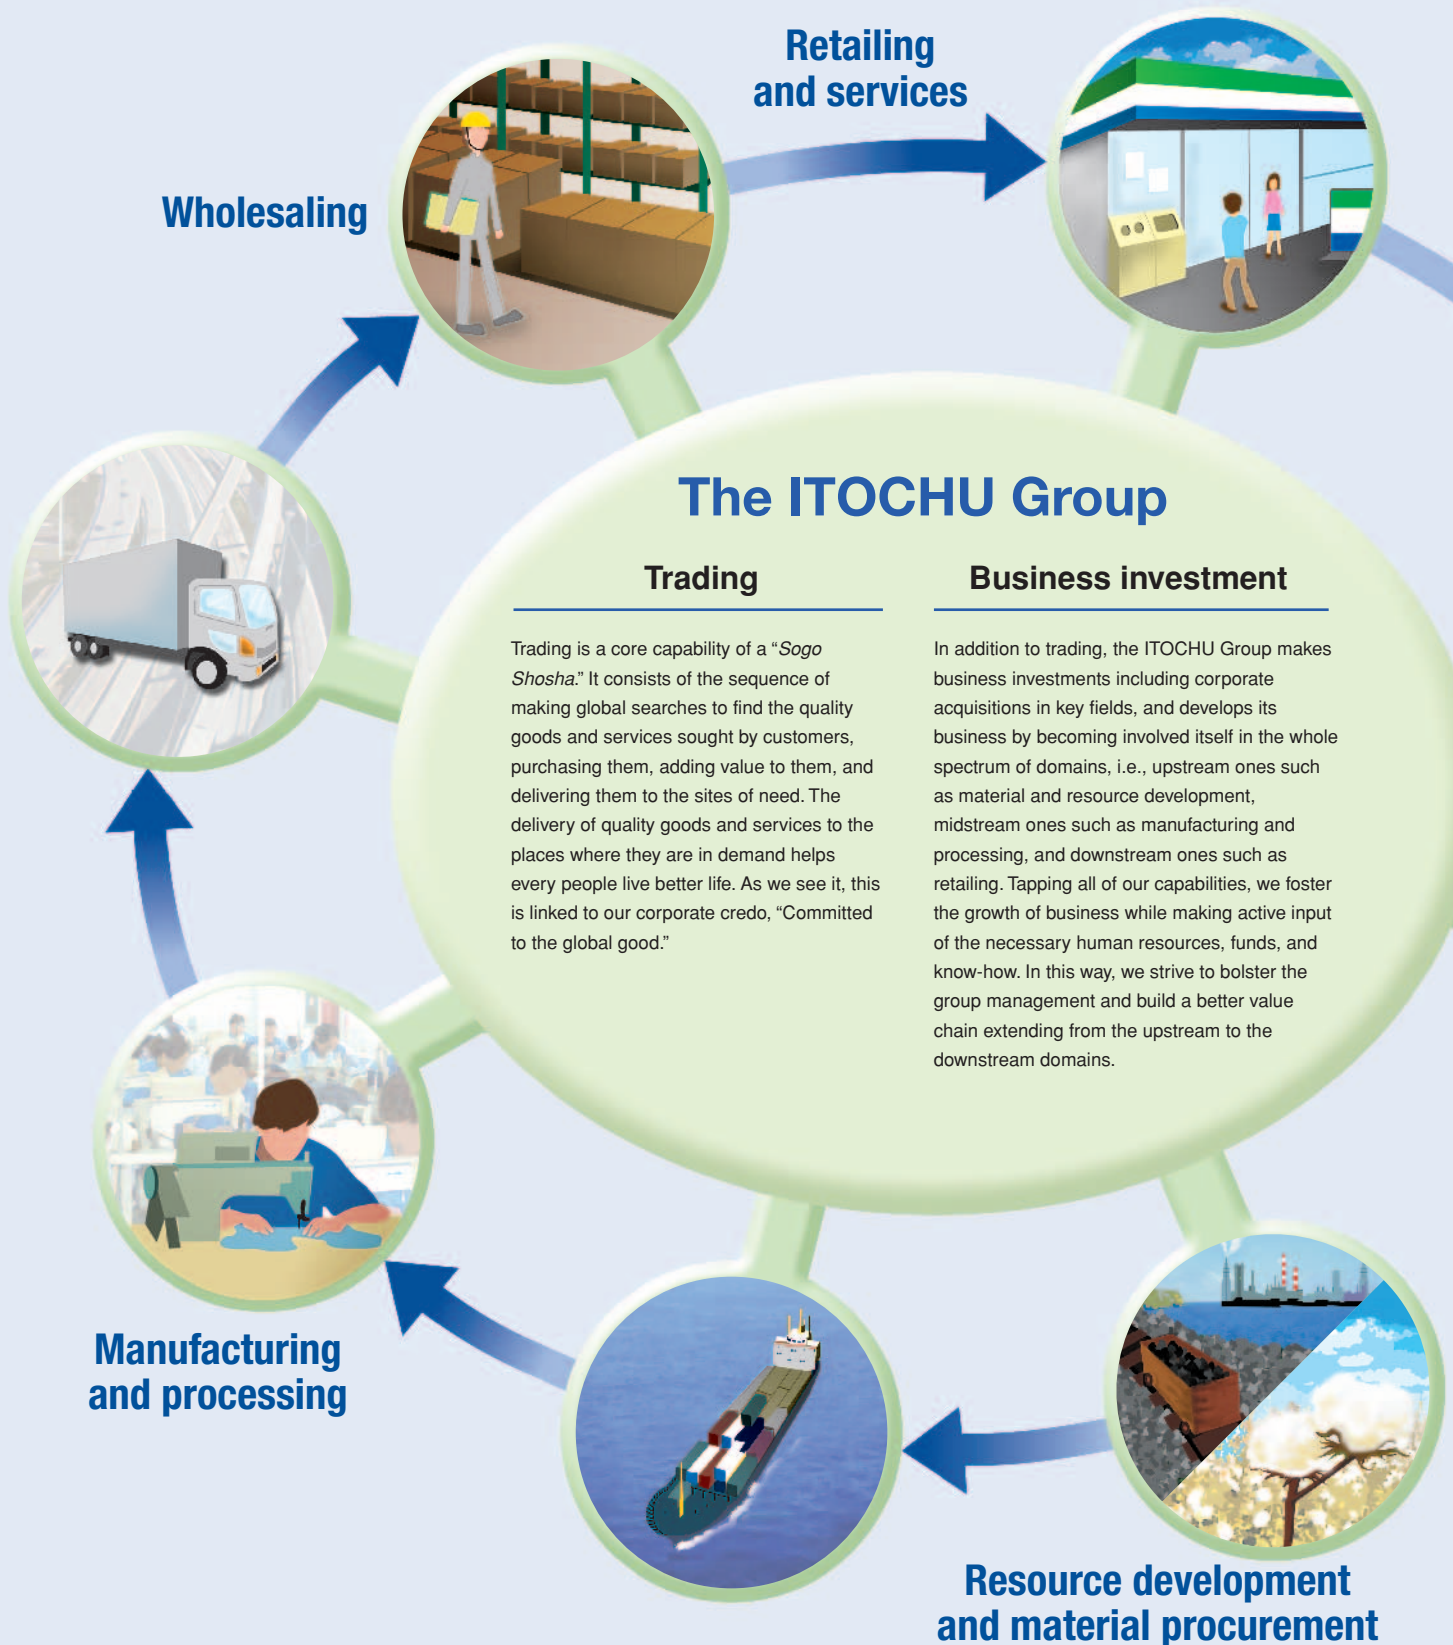 Retailing
and services
Wholesaling
The ITOCHU Group
Trading
Trading is a core capability of a “Sogo
Shosha.” It consists of the sequence of
making global searches to find the quality
goods and services sought by customers,
purchasing them, adding value to them, and
delivering them to the sites of need. The
delivery of quality goods and services to the
places where they are in demand helps
every people live better life. As we see it, this
is linked to our corporate credo, “Committed
to the global good.”
Business investment
In addition to trading, the ITOCHU Group makes
business investments including corporate
acquisitions in key fields, and develops its
business by becoming involved itself in the whole
spectrum of domains, i.e., upstream ones such
as material and resource development,
midstream ones such as manufacturing and
processing, and downstream ones such as
retailing. Tapping all of our capabilities, we foster
the growth of business while making active input
of the necessary human resources, funds, and
know-how. In this way, we strive to bolster the
group management and build a better value
chain extending from the upstream to the
downstream domains.
Manufacturing
and processing
Resource development
and material procurement